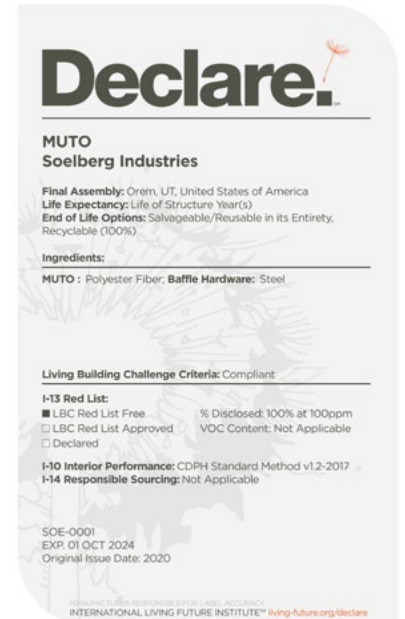 Declare.
MUTO
Soelberg Industries
Final Assembly: Orem, UT, United States of America
Life Expectancy: Life of Structure Year(s)
End of Life Options: Salvageable/Reusable in its Entirety,
Recyclable (100%)
Ingredients:
MUTO : Polyester Fiber; Baffle Hardware: Steel
Living Building Challenge Criteria: Compliant
I-13 Red List:
■ LBC Red List Free % Disclosed: 100% at 100ppm
□ LBC Red List Approved VOC Content: Not Applicable
□ Declared
I-10 Interior Performance: CDPH Standard Method v1.2-2017
I-14 Responsible Sourcing: Not Applicable
SOE-0001
EXP. 01 OCT 2024
Original Issue Date: 2020
MANUFACTURER RESPONSIBLE FOR LABEL ACCURACY
INTERNATIONAL LIVING FUTURE INSTITUTE™ living-future.org/declare